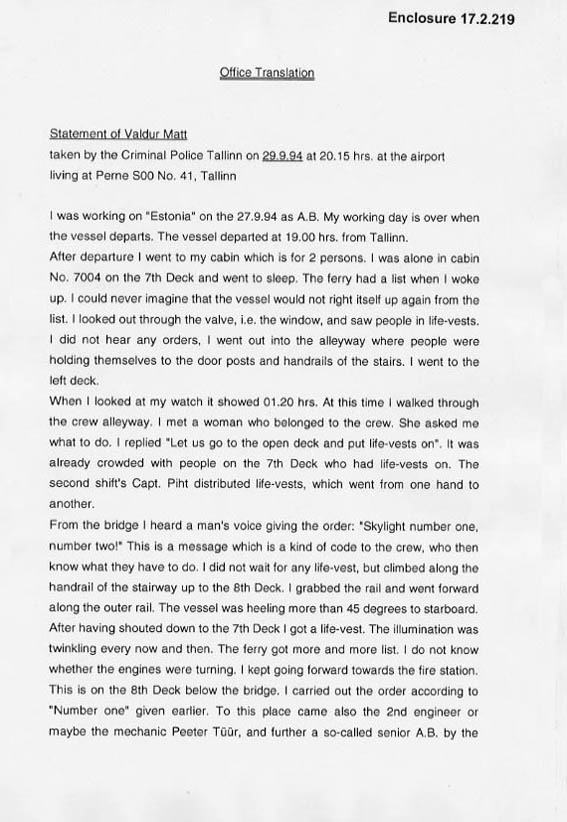 Enclosure 17.2.219
Office Translation
Statement of Valdur Matt
taken by the Criminal Police Tallinn on 29.9.94 at 20.15 hrs. at the airport
living at Perne S00 No. 41, Tallinn
I was working on "Estonia" on the 27.9.94 as A.B. My working day is over when
the vessel departs. The vessel departed at 19.00 hrs. from Tallinn.
After departure I went to my cabin which is for 2 persons. I was alone in cabin
No. 7004 on the 7th Deck and went to sleep. The ferry had a list when I woke
up. I could never imagine that the vessel would not right itself up again from the
list. I looked out through the valve, i.e. the window, and saw people in life-vests.
I did not hear any orders, I went out into the alleyway where people were
holding themselves to the door posts and handrails of the stairs. I went to the
left deck.
When I looked at my watch it showed 01.20 hrs. At this time I walked through
the crew alleyway. I met a woman who belonged to the crew. She asked me
what to do. I replied "Let us go to the open deck and put life-vests on". It was
already crowded with people on the 7th Deck who had life-vests on. The
second shift's Capt. Piht distributed life-vests, which went from one hand to
another.
From the bridge I heard a man's voice giving the order: "Skylight number one,
number two!" This is a message which is a kind of code to the crew, who then
know what they have to do. I did not wait for any life-vest, but climbed along the
handrail of the stairway up to the 8th Deck. I grabbed the rail and went forward
along the outer rail. The vessel was heeling more than 45 degrees to starboard.
After having shouted down to the 7th Deck I got a life-vest. The illumination was
twinkling every now and then. The ferry got more and more list. I do not know
whether the engines were turning. I kept going forward towards the fire station.
This is on the 8th Deck below the bridge. I carried out the order according to
"Number one" given earlier. To this place came also the 2nd engineer or
maybe the mechanic Peeter Tüür, and further a so-called senior A.B. by the